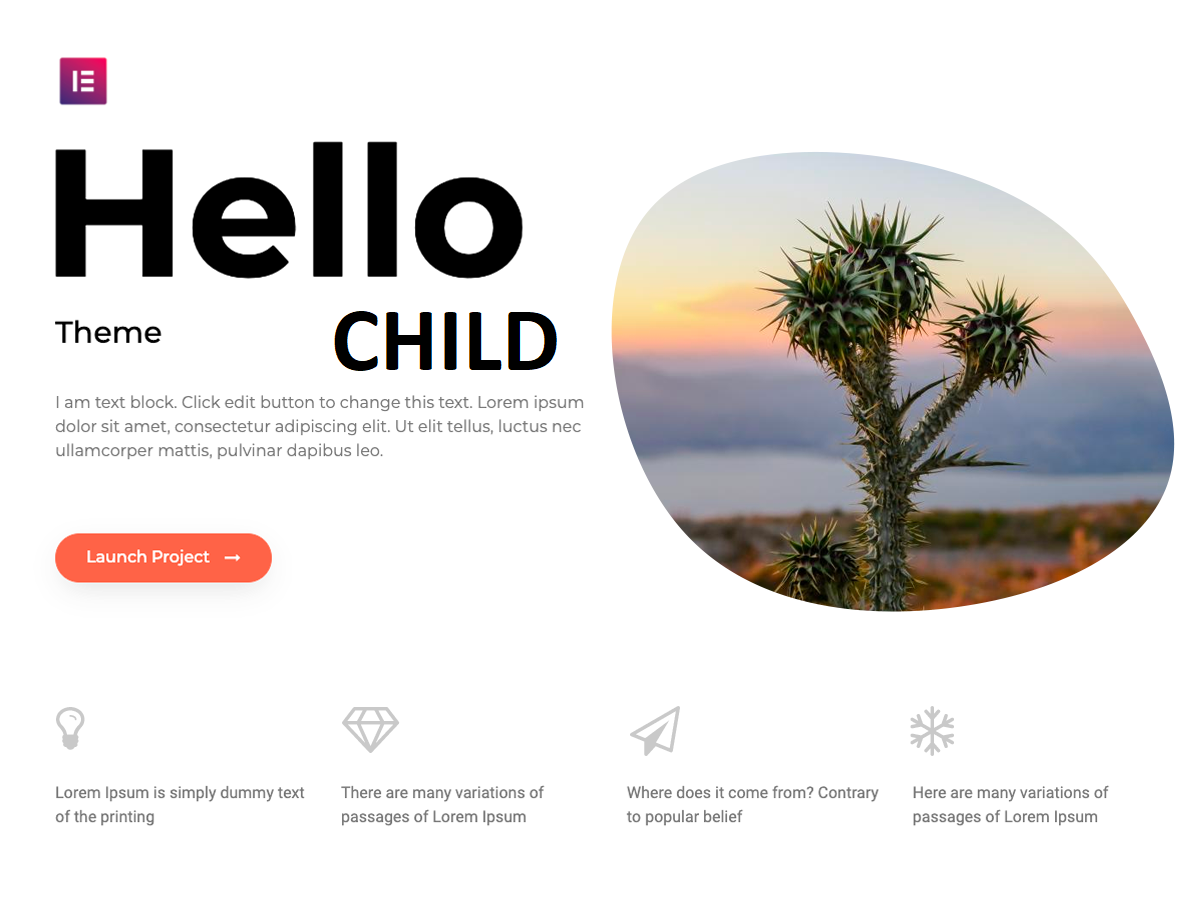 Hello
Theme
CHILD
I am text block. Click edit button to change this text. Lorem ipsum
dolor sit amet, consectetur adipiscing elit. Ut elit tellus, luctus nec
ullamcorper mattis, pulvinar dapibus leo.
Launch Project
Lorem Ipsum is simply dummy text
of the printing
There are many variations of
passages of Lorem Ipsum
Where does it come from? Contrary
to popular belief
Here are many variations of
passages of Lorem Ipsum